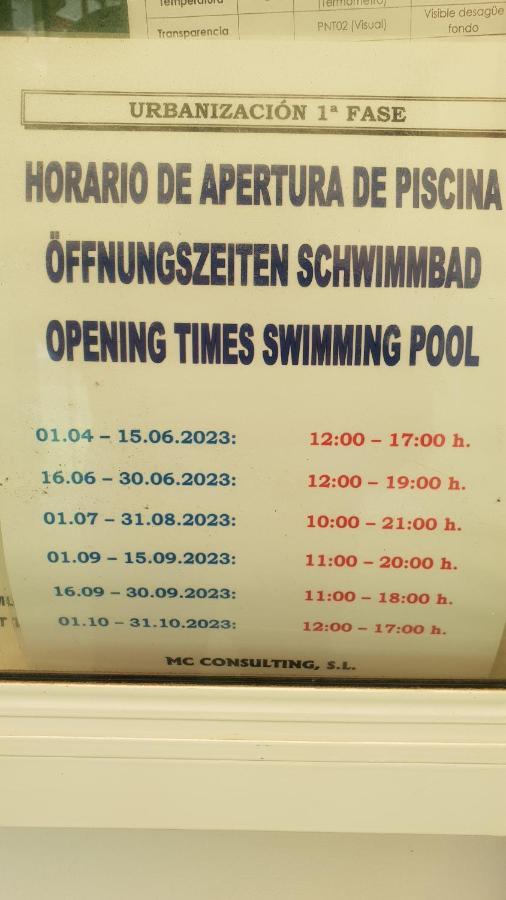 Temperatura (Termómetro)
Transparencia PNT02 (Visual) Visible desagüe fondo
URBANIZACIÓN 1ª FASE
HORARIO DE APERTURA DE PISCINA
ÖFFNUNGSZEITEN SCHWIMMBAD
OPENING TIMES SWIMMING POOL
01.04 – 15.06.2023: 12:00 – 17:00 h.
16.06 – 30.06.2023: 12:00 – 19:00 h.
01.07 – 31.08.2023: 10:00 – 21:00 h.
01.09 – 15.09.2023: 11:00 – 20:00 h.
16.09 – 30.09.2023: 11:00 – 18:00 h.
01.10 – 31.10.2023: 12:00 – 17:00 h.
MC CONSULTING, S.L.